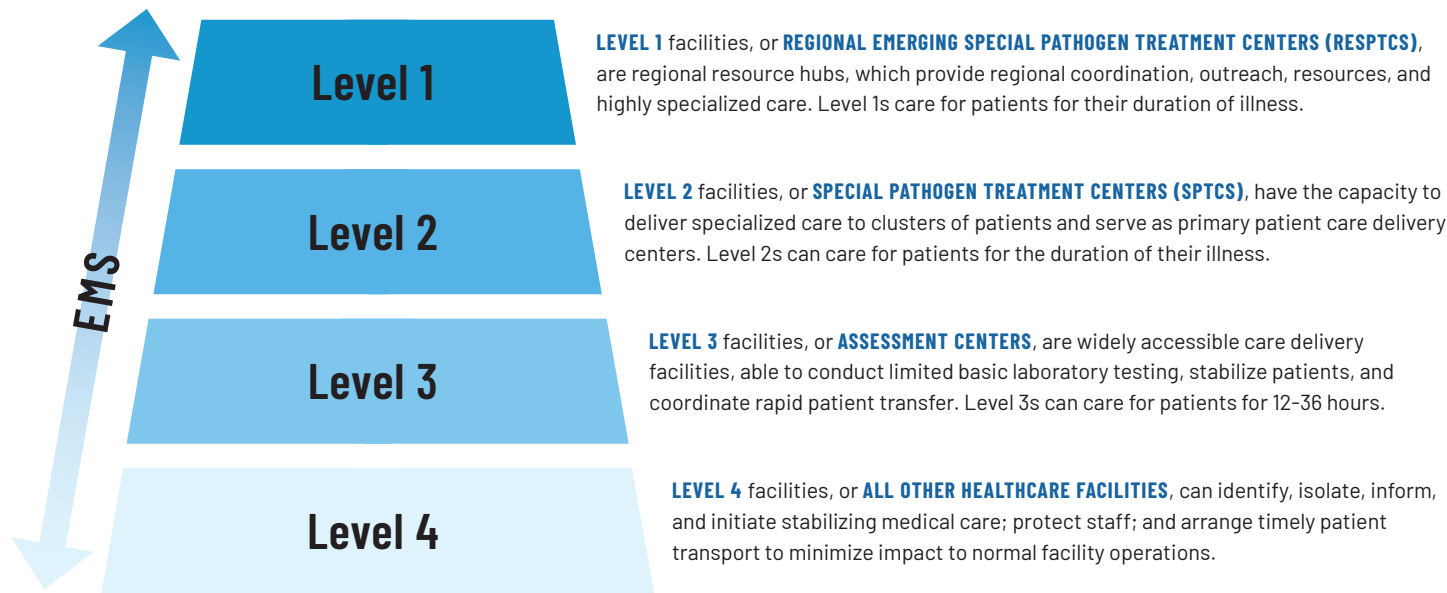 EMS
Level 1
LEVEL 1 facilities, or REGIONAL EMERGING SPECIAL PATHOGEN TREATMENT CENTERS (RESPTCS),
are regional resource hubs, which provide regional coordination, outreach, resources, and
highly specialized care. Level 1s care for patients for their duration of illness.
Level 2
LEVEL 2 facilities, or SPECIAL PATHOGEN TREATMENT CENTERS (SPTCS), have the capacity to
deliver specialized care to clusters of patients and serve as primary patient care delivery
centers. Level 2s can care for patients for the duration of their illness.
Level 3
LEVEL 3 facilities, or ASSESSMENT CENTERS, are widely accessible care delivery
facilities, able to conduct limited basic laboratory testing, stabilize patients, and
coordinate rapid patient transfer. Level 3s can care for patients for 12-36 hours.
Level 4
LEVEL 4 facilities, or ALL OTHER HEALTHCARE FACILITIES, can identify, isolate, inform,
and initiate stabilizing medical care; protect staff; and arrange timely patient
transport to minimize impact to normal facility operations.